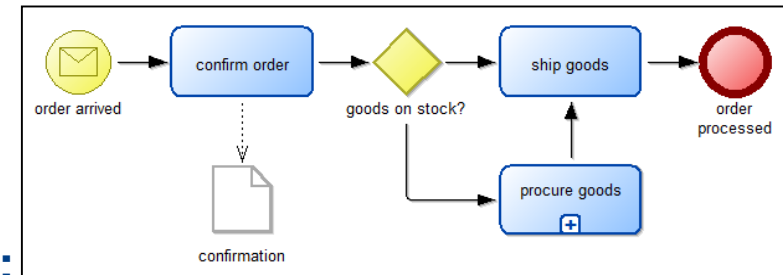 confirm order
ship goods
order arrived
goods on stock?
order
processed
procure goods
confirmation